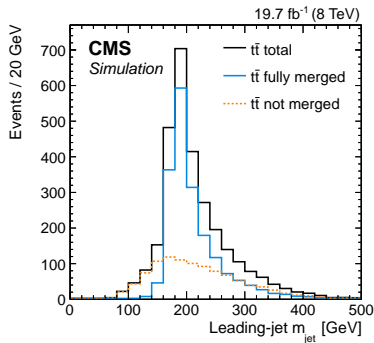 19.7 fb⁻¹ (8 TeV)
CMS
Simulation
tt̄ total
tt̄ fully merged
tt̄ not merged
Events / 20 GeV
700
600
500
400
300
200
100
0
0 100 200 300 400 500
Leading-jet m_jet [GeV]